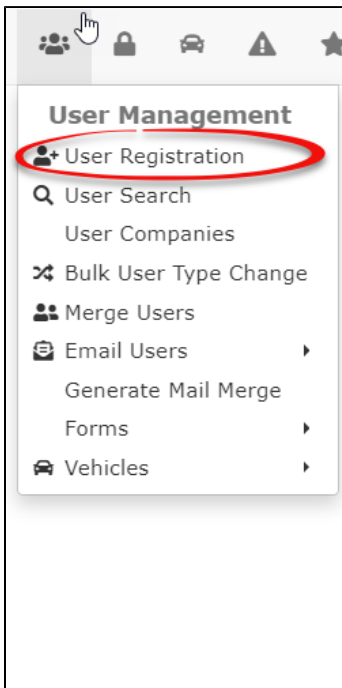 User Management
User Registration
User Search
User Companies
Bulk User Type Change
Merge Users
Email Users
Generate Mail Merge
Forms
Vehicles